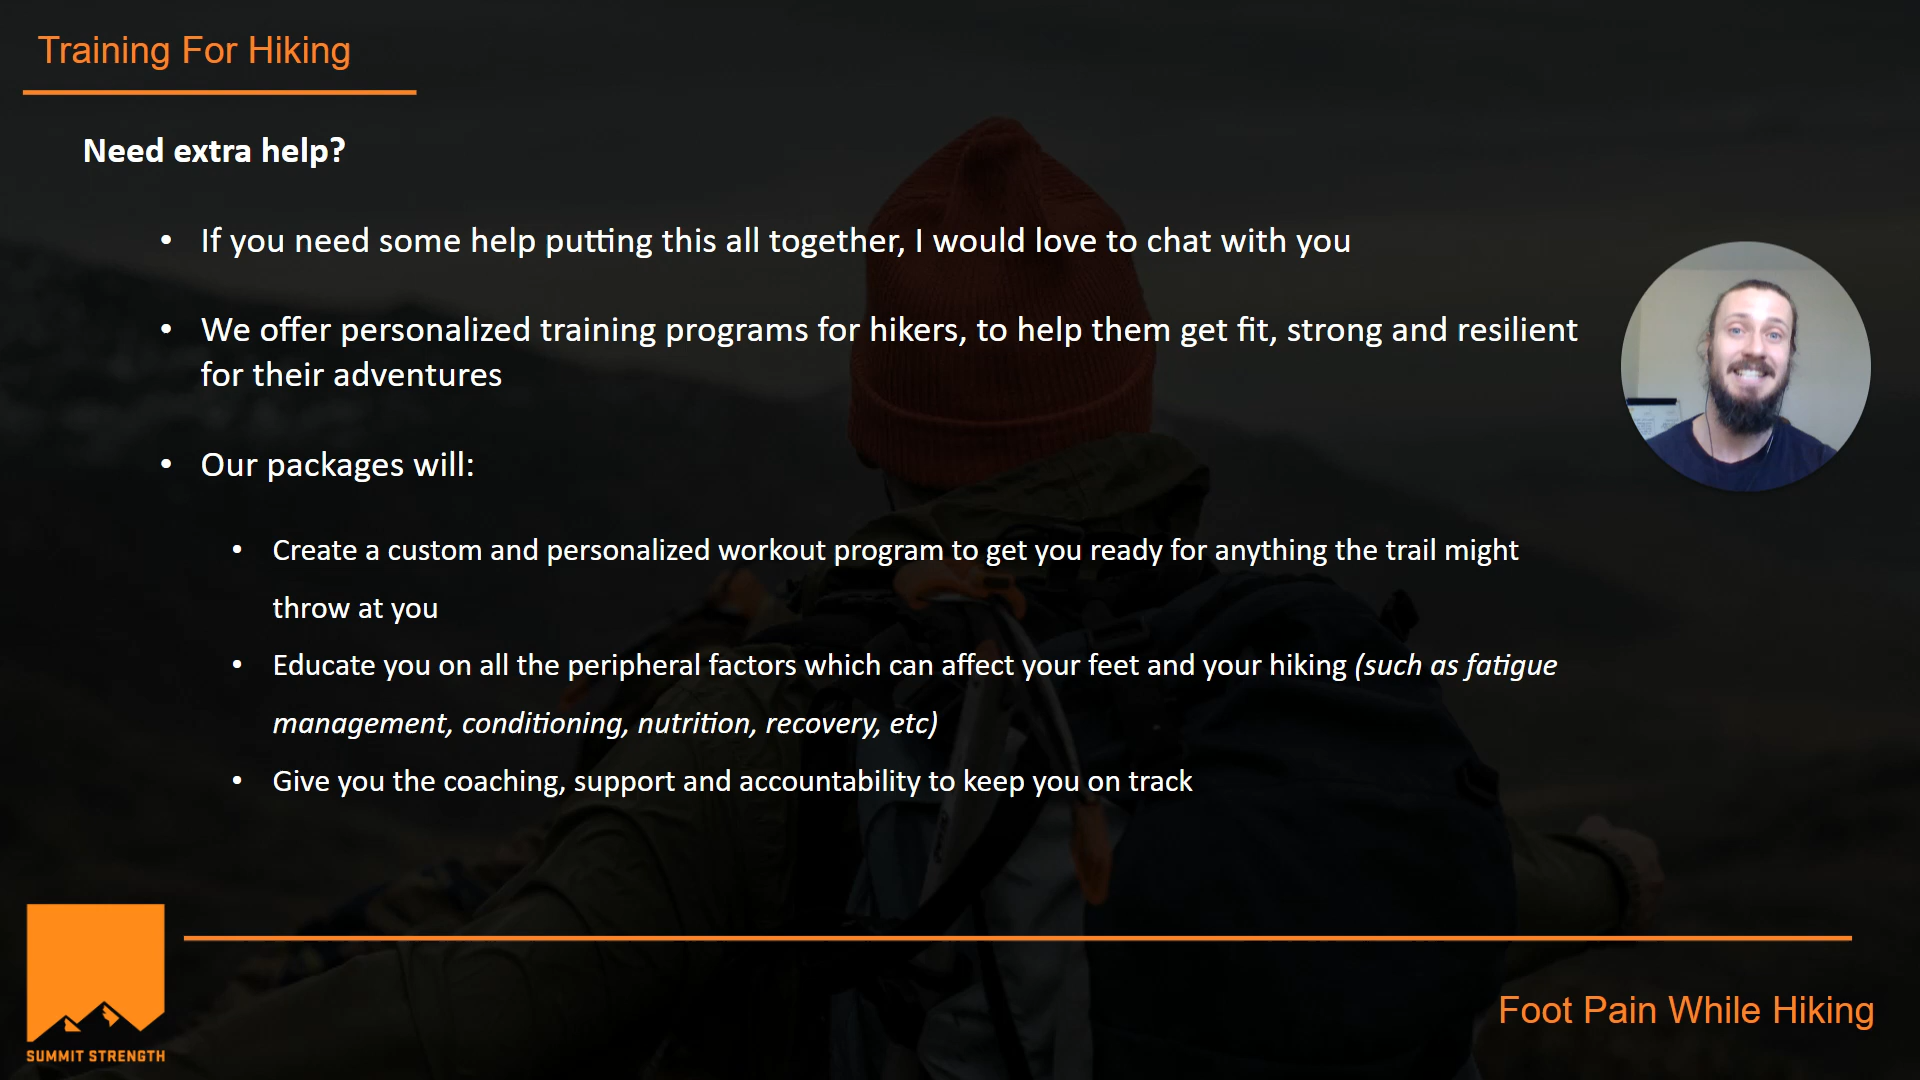 Training For Hiking
Need extra help?
• If you need some help putting this all together, I would love to chat with you
• We offer personalized training programs for hikers, to help them get fit, strong and resilient
for their adventures
• Our packages will:
• Create a custom and personalized workout program to get you ready for anything the trail might
throw at you
• Educate you on all the peripheral factors which can affect your feet and your hiking (such as fatigue
management, conditioning, nutrition, recovery, etc)
• Give you the coaching, support and accountability to keep you on track
SUMMIT STRENGTH
Foot Pain While Hiking